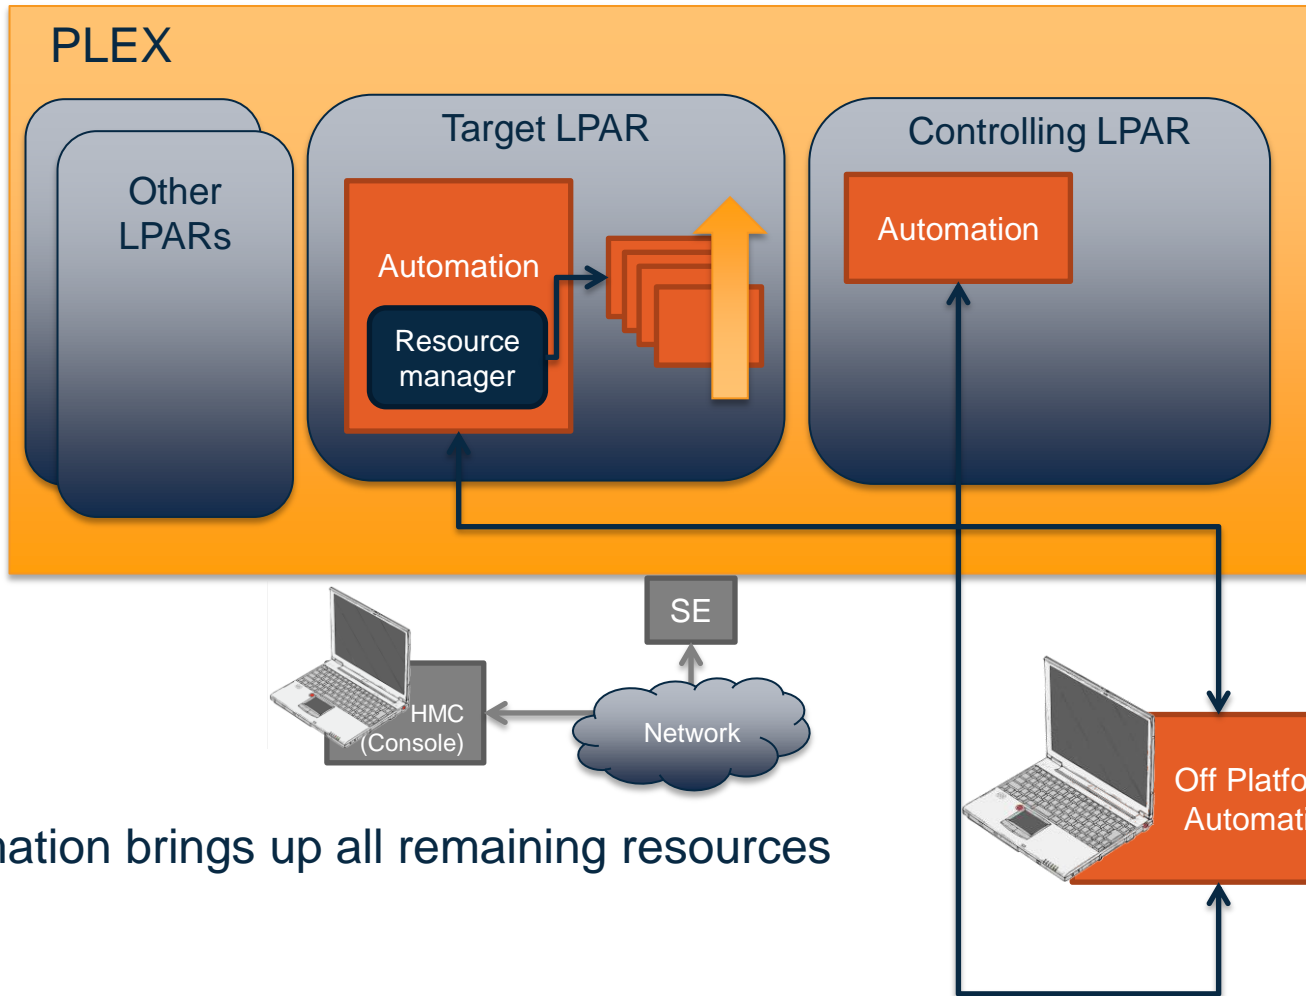 PLEX
Other
LPARs
Target LPAR
Automation
Resource
manager
Controlling LPAR
Automation
SE
HMC
(Console)
Network
Off Platfo
Automati
nation brings up all remaining resources